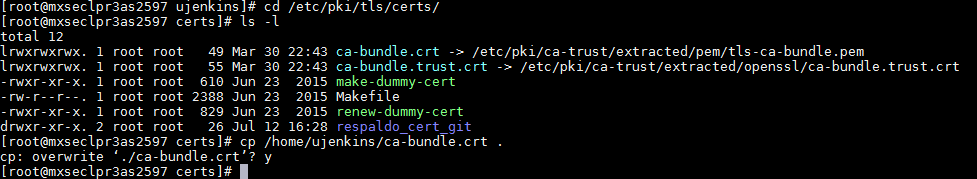 [root@mxseclpr3as2597 ujenkins]# cd /etc/pki/tls/certs/
[root@mxseclpr3as2597 certs]# ls -l
total 12
lrwxrwxrwx. 1 root root   49 Mar 30 22:43 ca-bundle.crt -> /etc/pki/ca-trust/extracted/pem/tls-ca-bundle.pem
lrwxrwxrwx. 1 root root   55 Mar 30 22:43 ca-bundle.trust.crt -> /etc/pki/ca-trust/extracted/openssl/ca-bundle.trust.crt
-rwxr-xr-x. 1 root root  610 Jun 23  2015 make-dummy-cert
-rw-r--r--. 1 root root 2388 Jun 23  2015 Makefile
-rwxr-xr-x. 1 root root  829 Jun 23  2015 renew-dummy-cert
drwxr-xr-x. 2 root root   26 Jul 12 16:28 respaldo_cert_git
[root@mxseclpr3as2597 certs]# cp /home/ujenkins/ca-bundle.crt .
cp: overwrite ‘./ca-bundle.crt’? y
[root@mxseclpr3as2597 certs]#